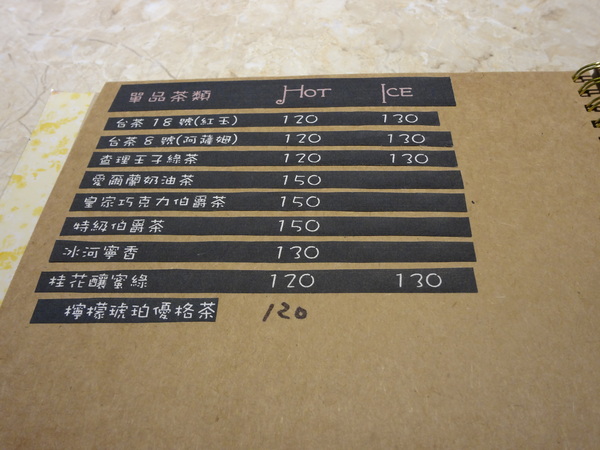 單品茶類 HOT ICE
台茶18號(紅玉) 120 130
台茶8號(阿薩姆) 120 130
查理王子綠茶 120 130
愛爾蘭奶油茶 150
皇家巧克力伯爵茶 150
特級伯爵茶 150
冰河寧香 130
桂花釀蜜綠 120 130
檸檬琥珀優格茶 120